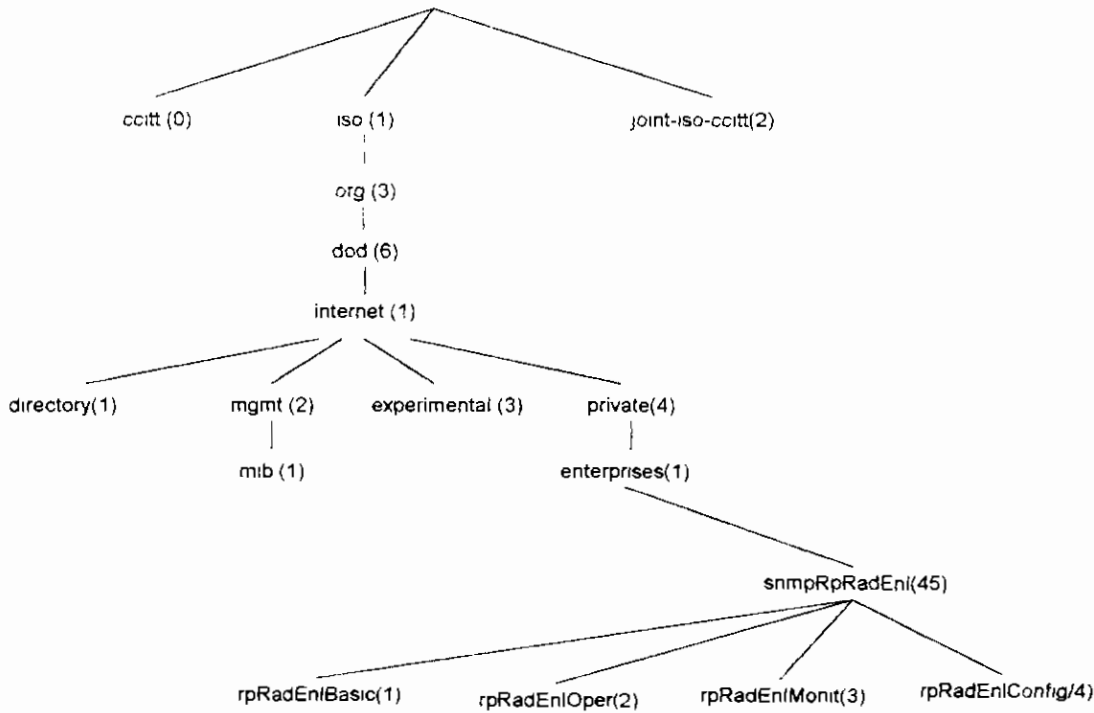 ccitt (0) iso (1) joint-iso-ccitt(2)
org (3)
dod (6)
internet (1)
directory(1) mgmt (2) experimental (3) private(4)
mib (1) enterprises(1)
snmpRpRadEnl(45)
rpRadEnlBasic(1) rpRadEnlOper(2) rpRadEnlMonit(3) rpRadEnlConfig(4)